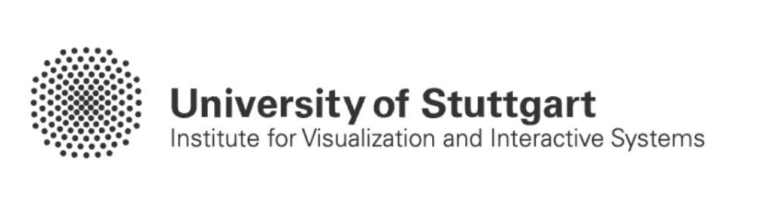 University of Stuttgart
Institute for Visualization and Interactive Systems